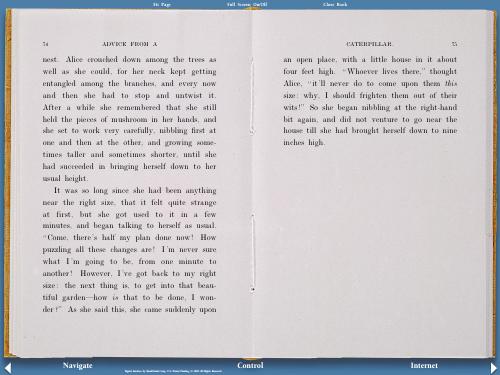 Full Screen On/Off
Close Book
74 ADVICE FROM A
nest. Alice crouched down among the trees as
well as she could, for her neck kept getting
entangled among the branches, and every now
and then she had to stop and untwist it.
After a while she remembered that she still
held the pieces of mushroom in her hands, and
she set to work very carefully, nibbling first at
one and then at the other, and growing some-
times taller and sometimes shorter, until she
had succeeded in bringing herself down to her
usual height.
It was so long since she had been anything
near the right size, that it felt quite strange
at first, but she got used to it in a few
minutes, and began talking to herself as usual.
“Come, there's half my plan done now! How
puzzling all these changes are! I'm never sure
what I'm going to be, from one minute to
another! However, I've got back to my right
size: the next thing is, to get into that beau-
tiful garden—how is that to be done, I won-
der?” As she said this, she came suddenly upon
CATERPILLAR. 75
an open place, with a little house in it about
four feet high. “Whoever lives there,” thought
Alice, “it'll never do to come upon them this
size: why, I should frighten them out of their
wits!” So she began nibbling at the right-hand
bit again, and did not venture to go near the
house till she had brought herself down to nine
inches high.
Navigate
Control
Internet